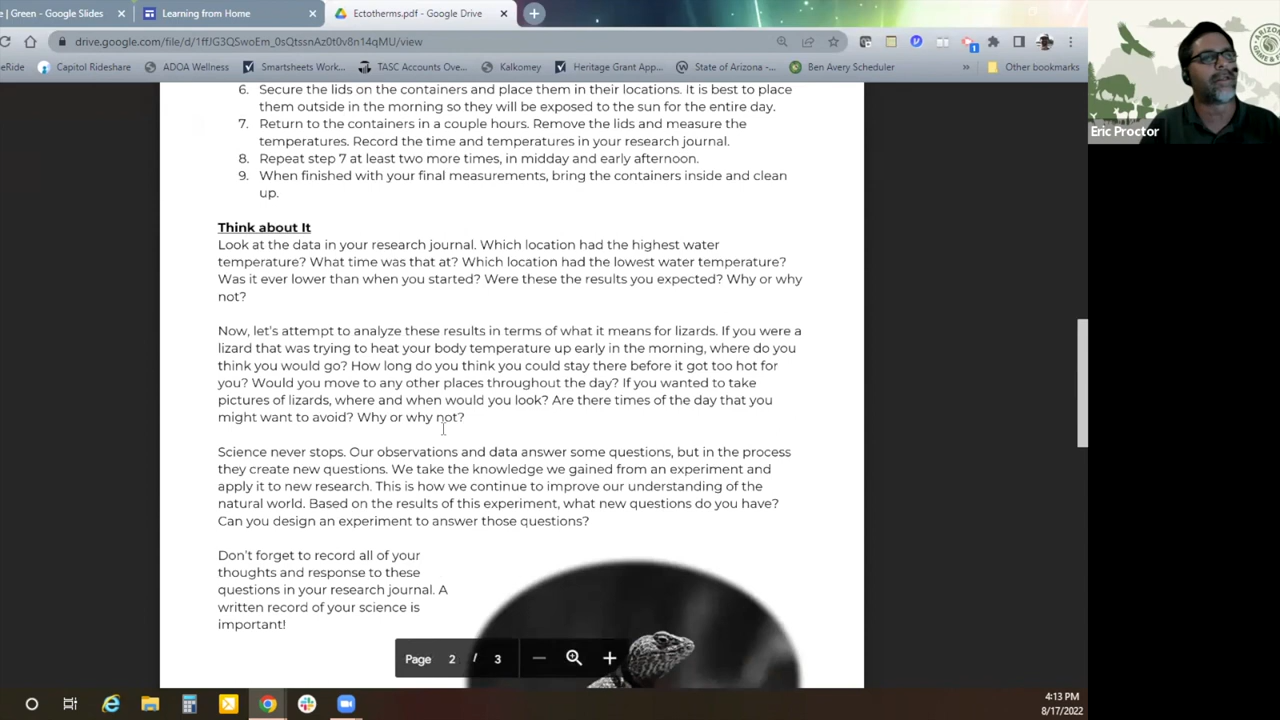 e | Green - Google Slides
Learning from Home
Ectotherms.pdf - Google Drive
drive.google.com/file/d/1ffJG3QSwoEm_0sQtssnAz0t0v8n14qMU/view
eRide
Capitol Rideshare
ADOA Wellness
Smartsheets Work...
TASC Accounts Ove...
Kalkomey
Heritage Grant App...
State of Arizona -...
Ben Avery Scheduler
»
Other bookmarks
6. Secure the lids on the containers and place them in their locations. It is best to place
them outside in the morning so they will be exposed to the sun for the entire day.
7. Return to the containers in a couple hours. Remove the lids and measure the
temperatures. Record the time and temperatures in your research journal.
8. Repeat step 7 at least two more times, in midday and early afternoon.
9. When finished with your final measurements, bring the containers inside and clean
up.
Think about It
Look at the data in your research journal. Which location had the highest water
temperature? What time was that at? Which location had the lowest water temperature?
Was it ever lower than when you started? Were these the results you expected? Why or why
not?
Now, let's attempt to analyze these results in terms of what it means for lizards. If you were a
lizard that was trying to heat your body temperature up early in the morning, where do you
think you would go? How long do you think you could stay there before it got too hot for
you? Would you move to any other places throughout the day? If you wanted to take
pictures of lizards, where and when would you look? Are there times of the day that you
might want to avoid? Why or why not?
Science never stops. Our observations and data answer some questions, but in the process
they create new questions. We take the knowledge we gained from an experiment and
apply it to new research. This is how we continue to improve our understanding of the
natural world. Based on the results of this experiment, what new questions do you have?
Can you design an experiment to answer those questions?
Don't forget to record all of your
thoughts and response to these
questions in your research journal. A
written record of your science is
important!
Page 2 / 3
Eric Proctor
4:13 PM
8/17/2022